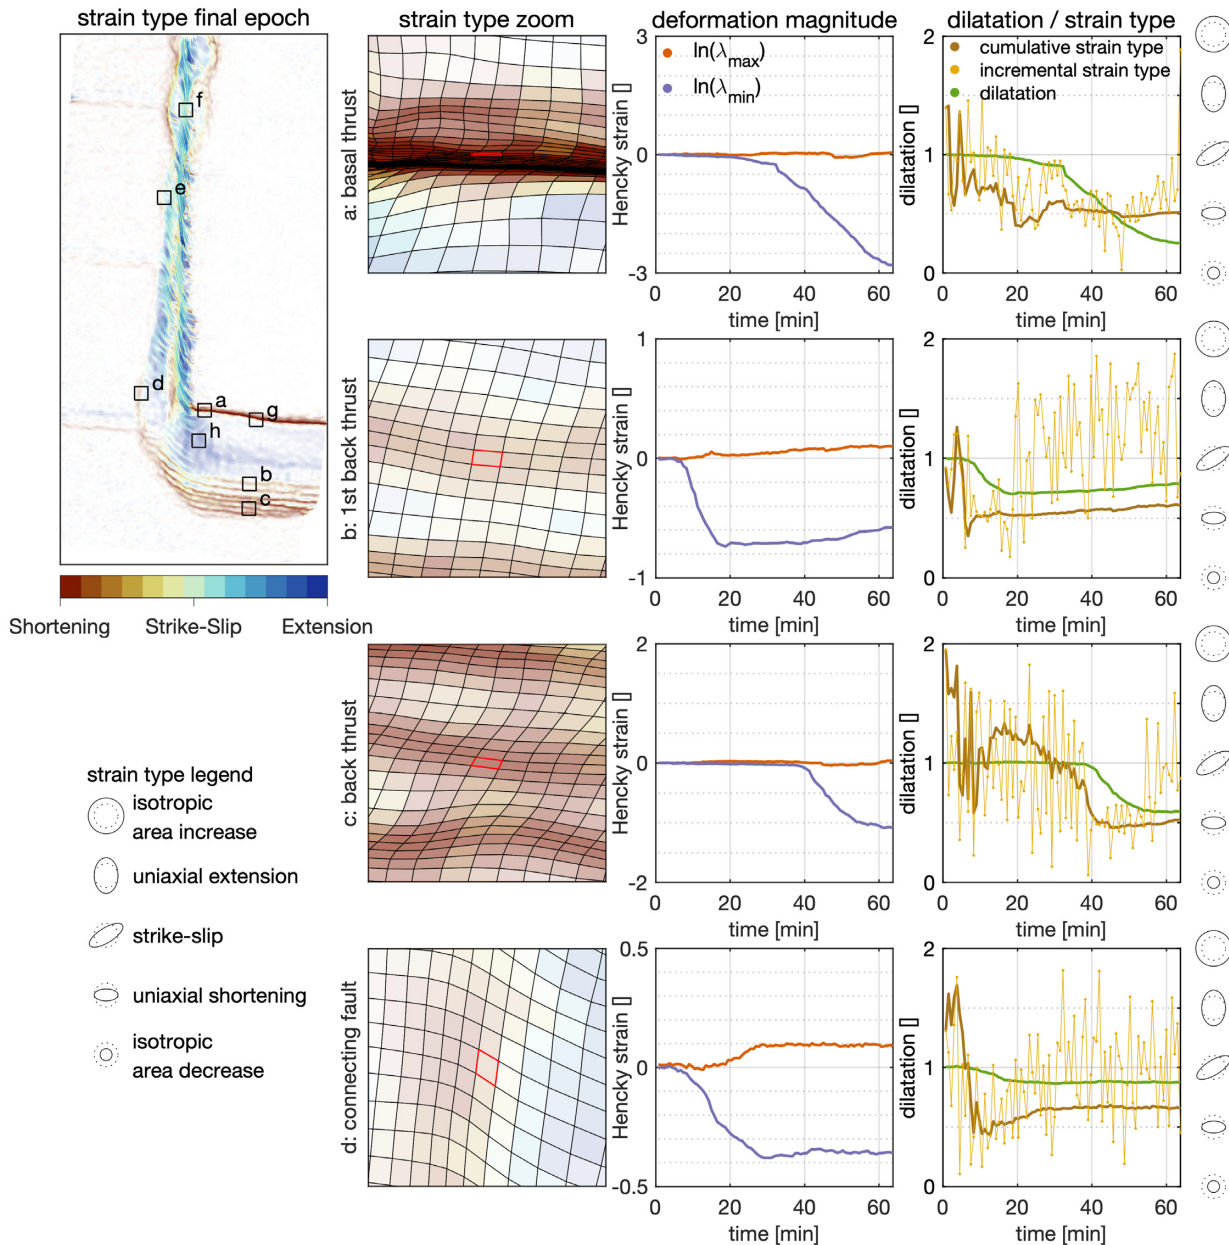 strain type final epoch
strain type zoom
deformation magnitude
dilatation / strain type
f
e
d
a
g
h
b
c
Shortening
Strike-Slip
Extension
strain type legend
isotropic
area increase
uniaxial extension
strike-slip
uniaxial shortening
isotropic
area decrease
a: basal thrust
Hencky strain []
3
0
-3
ln(λmax)
ln(λmin)
0
20
40
60
time [min]
dilatation []
2
1
0
cumulative strain type
incremental strain type
dilatation
0
20
40
60
time [min]
b: 1st back thrust
Hencky strain []
1
0
-1
0
20
40
60
time [min]
dilatation []
2
1
0
0
20
40
60
time [min]
c: back thrust
Hencky strain []
2
0
-2
0
20
40
60
time [min]
dilatation []
2
1
0
0
20
40
60
time [min]
d: connecting fault
Hencky strain []
0.5
0
-0.5
0
20
40
60
time [min]
dilatation []
2
1
0
0
20
40
60
time [min]